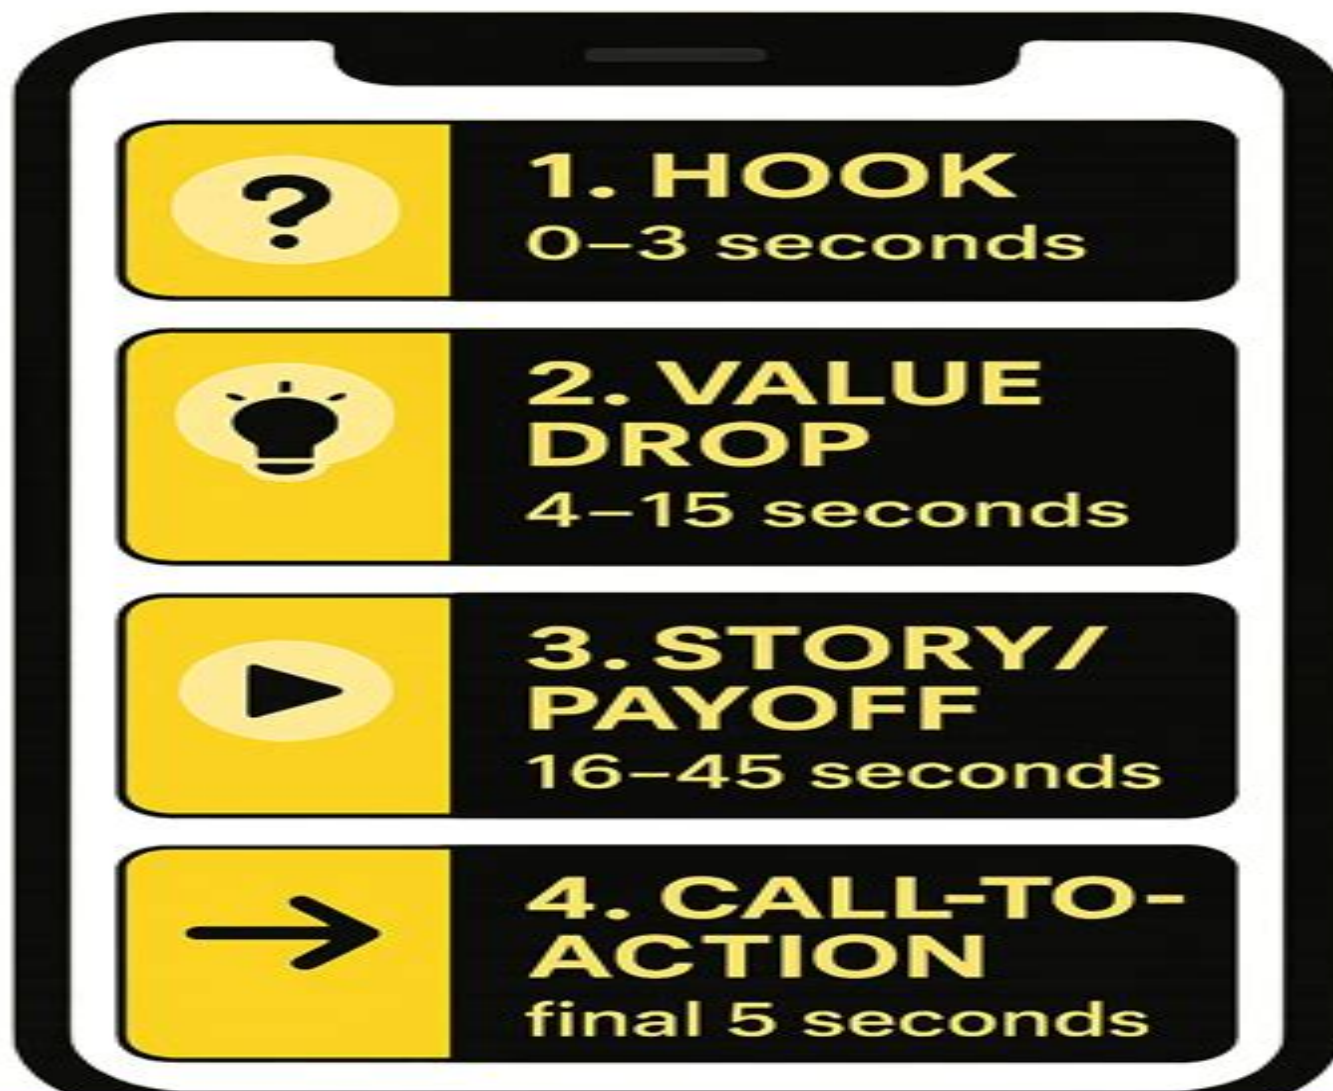 ?
1. HOOK
0–3 seconds
2. VALUE
DROP
4–15 seconds
3. STORY/
PAYOFF
16–45 seconds
4. CALL-TO-
ACTION
final 5 seconds